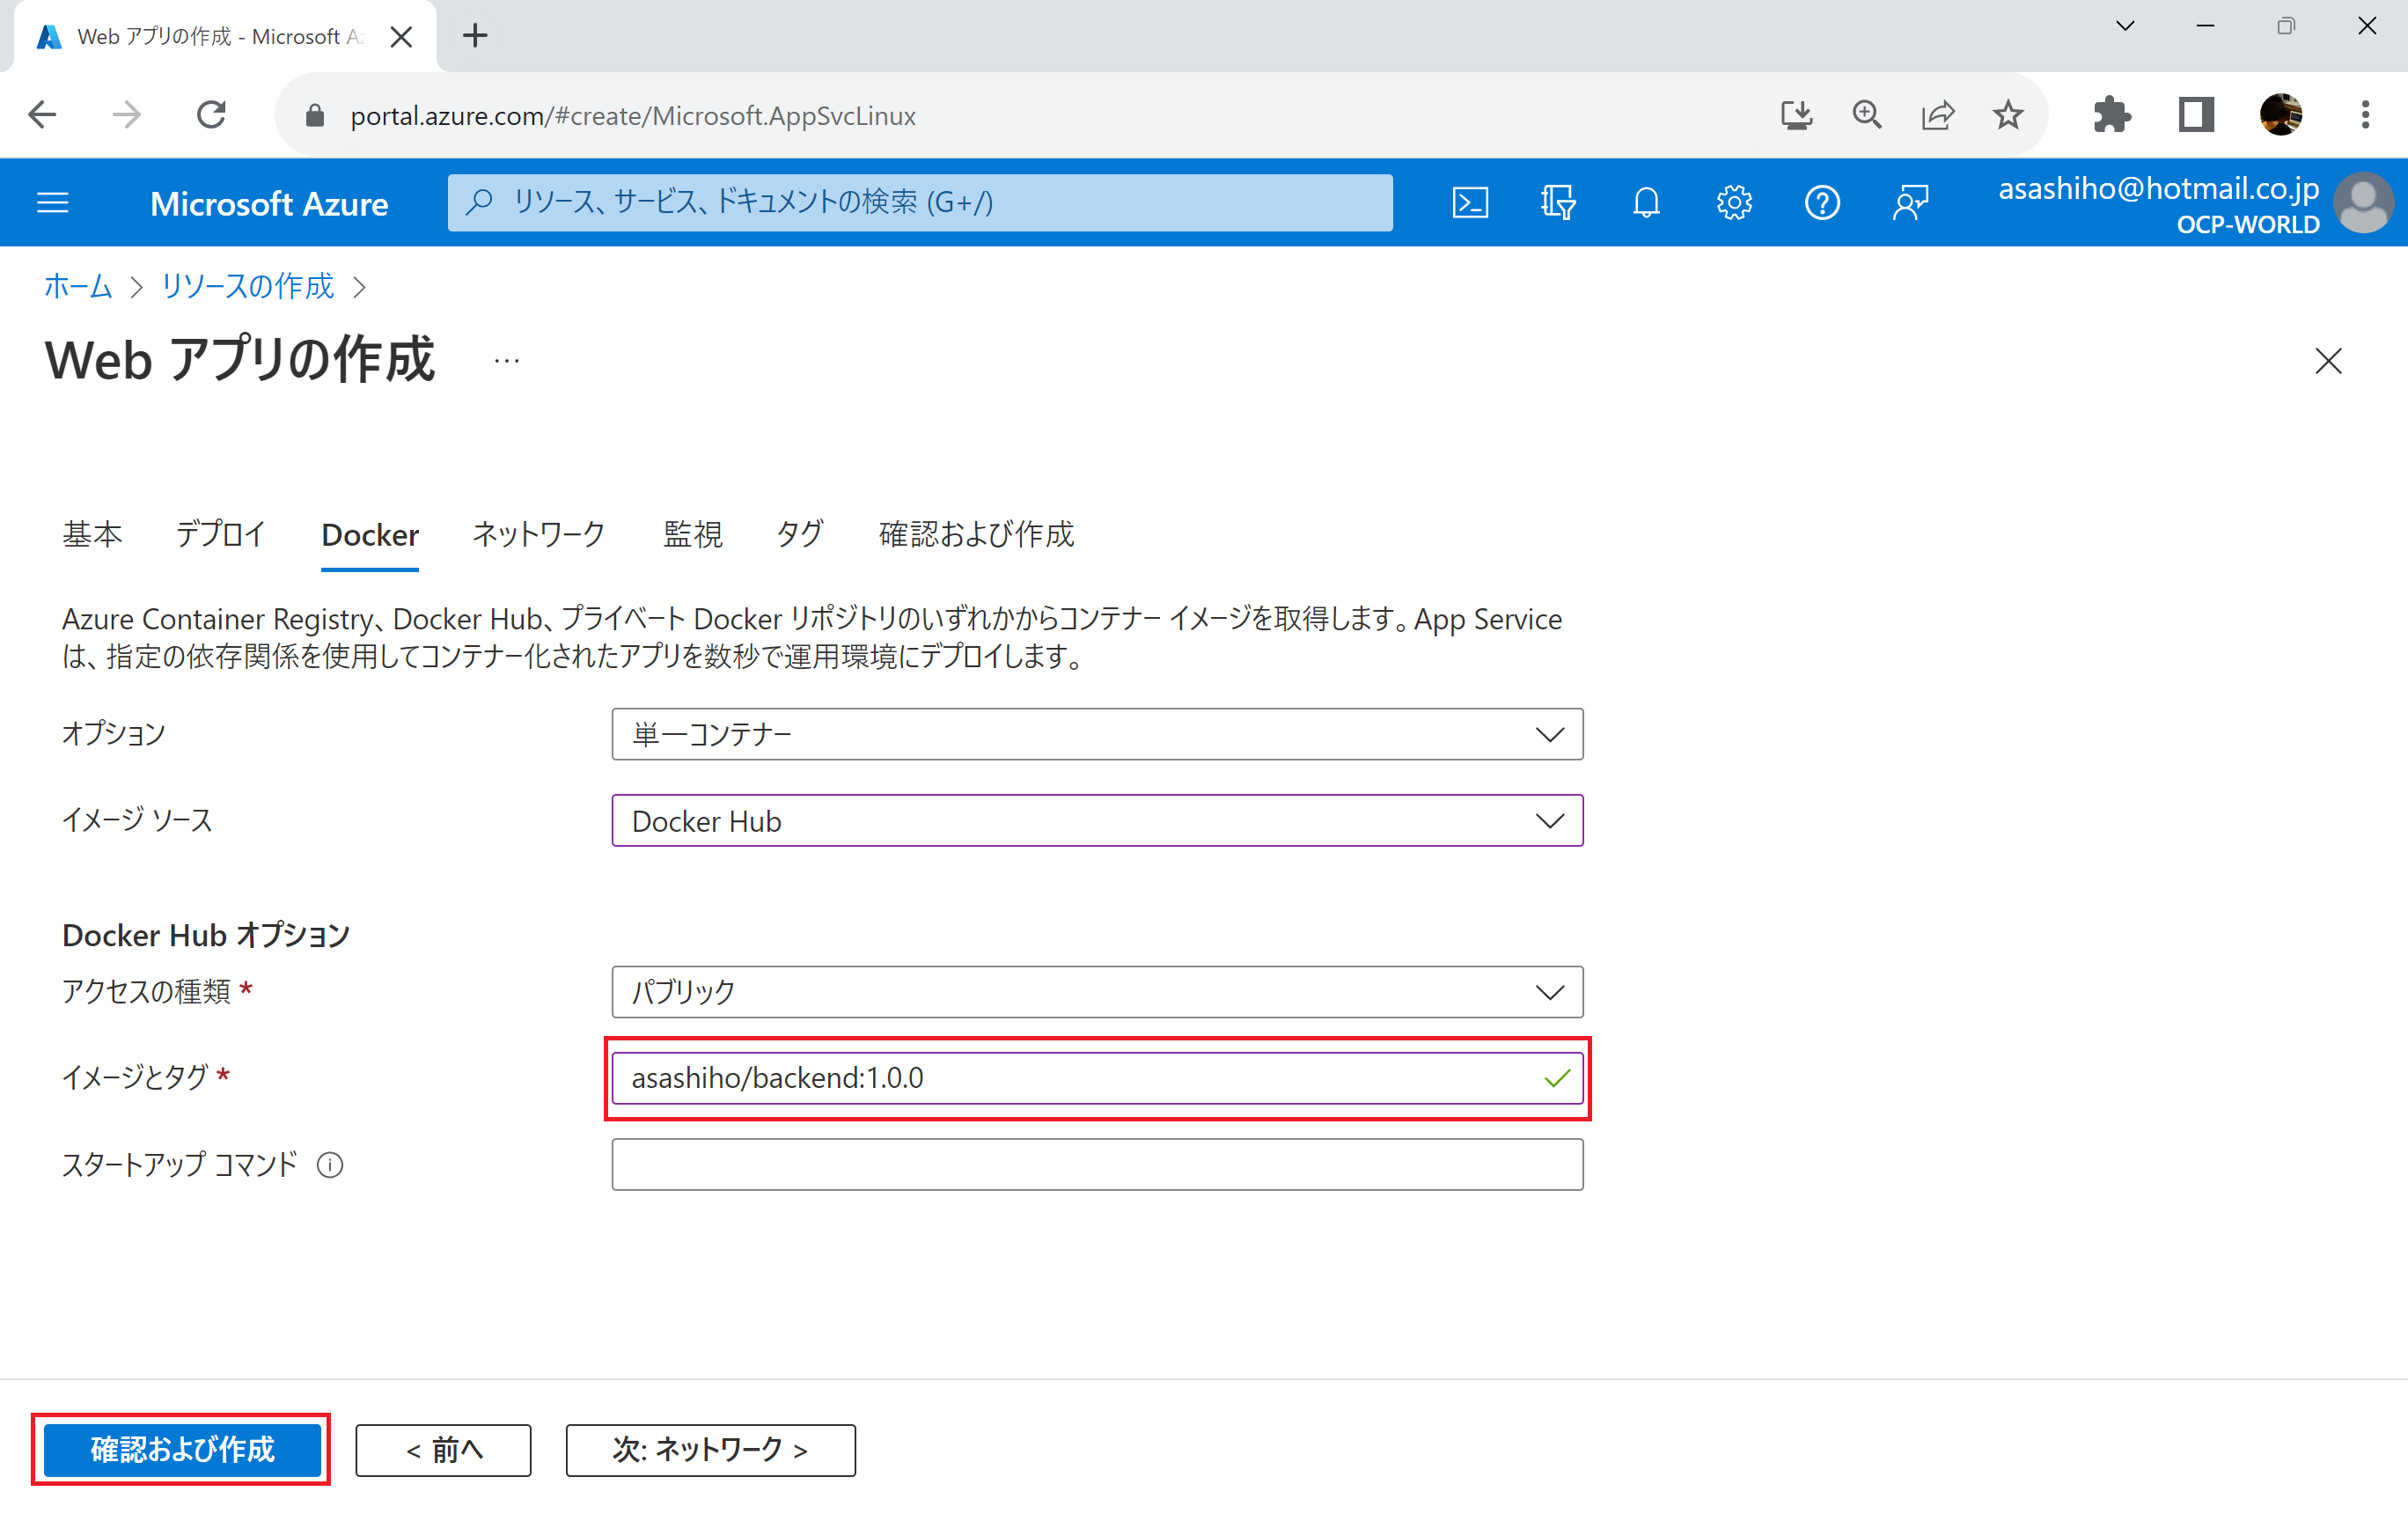 Web アプリの作成 - Microsoft Az
portal.azure.com/#create/Microsoft.AppSvcLinux
Microsoft Azure
リソース、サービス、ドキュメントの検索 (G+/)
asashiho@hotmail.co.jp
OCP-WORLD
ホーム > リソースの作成 >
Web アプリの作成 ...
基本 デプロイ Docker ネットワーク 監視 タグ 確認および作成
Azure Container Registry、Docker Hub、プライベート Docker リポジトリのいずれかからコンテナー イメージを取得します。App Service
は、指定の依存関係を使用してコンテナー化されたアプリを数秒で運用環境にデプロイします。
オプション 単一コンテナー
イメージ ソース Docker Hub
Docker Hub オプション
アクセスの種類 * パブリック
イメージとタグ * asashiho/backend:1.0.0
スタートアップ コマンド
確認および作成 < 前へ 次: ネットワーク >